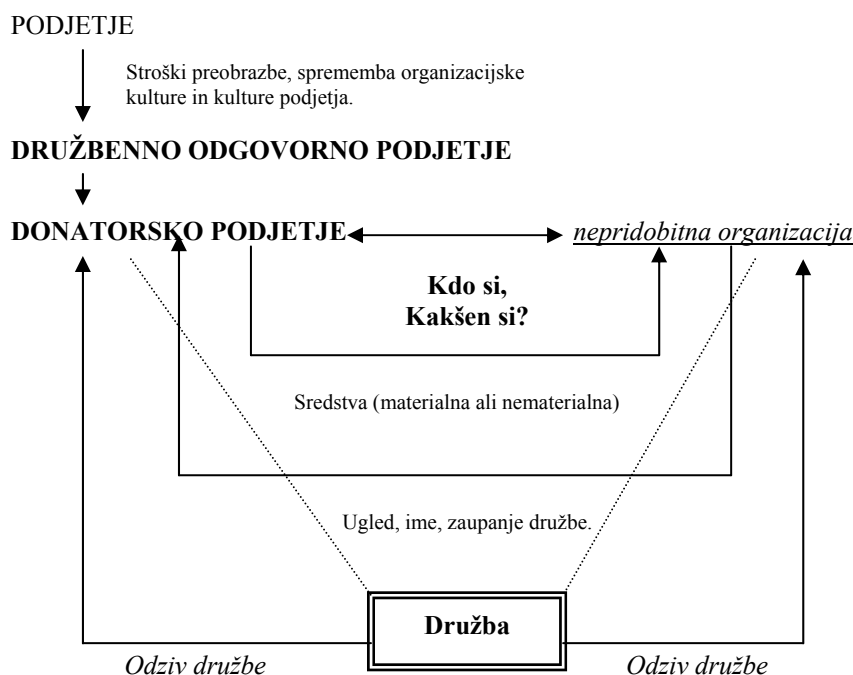 PODJETJE
Stroški preobrazbe, sprememba organizacijske
kulture in kulture podjetja.
DRUŽBENNO ODGOVORNO PODJETJE
DONATORSKO PODJETJE
nepridobitna organizacija
Kdo si,
Kakšen si?
Sredstva (materialna ali nematerialna)
Ugled, ime, zaupanje družbe.
Družba
Odziv družbe
Odziv družbe